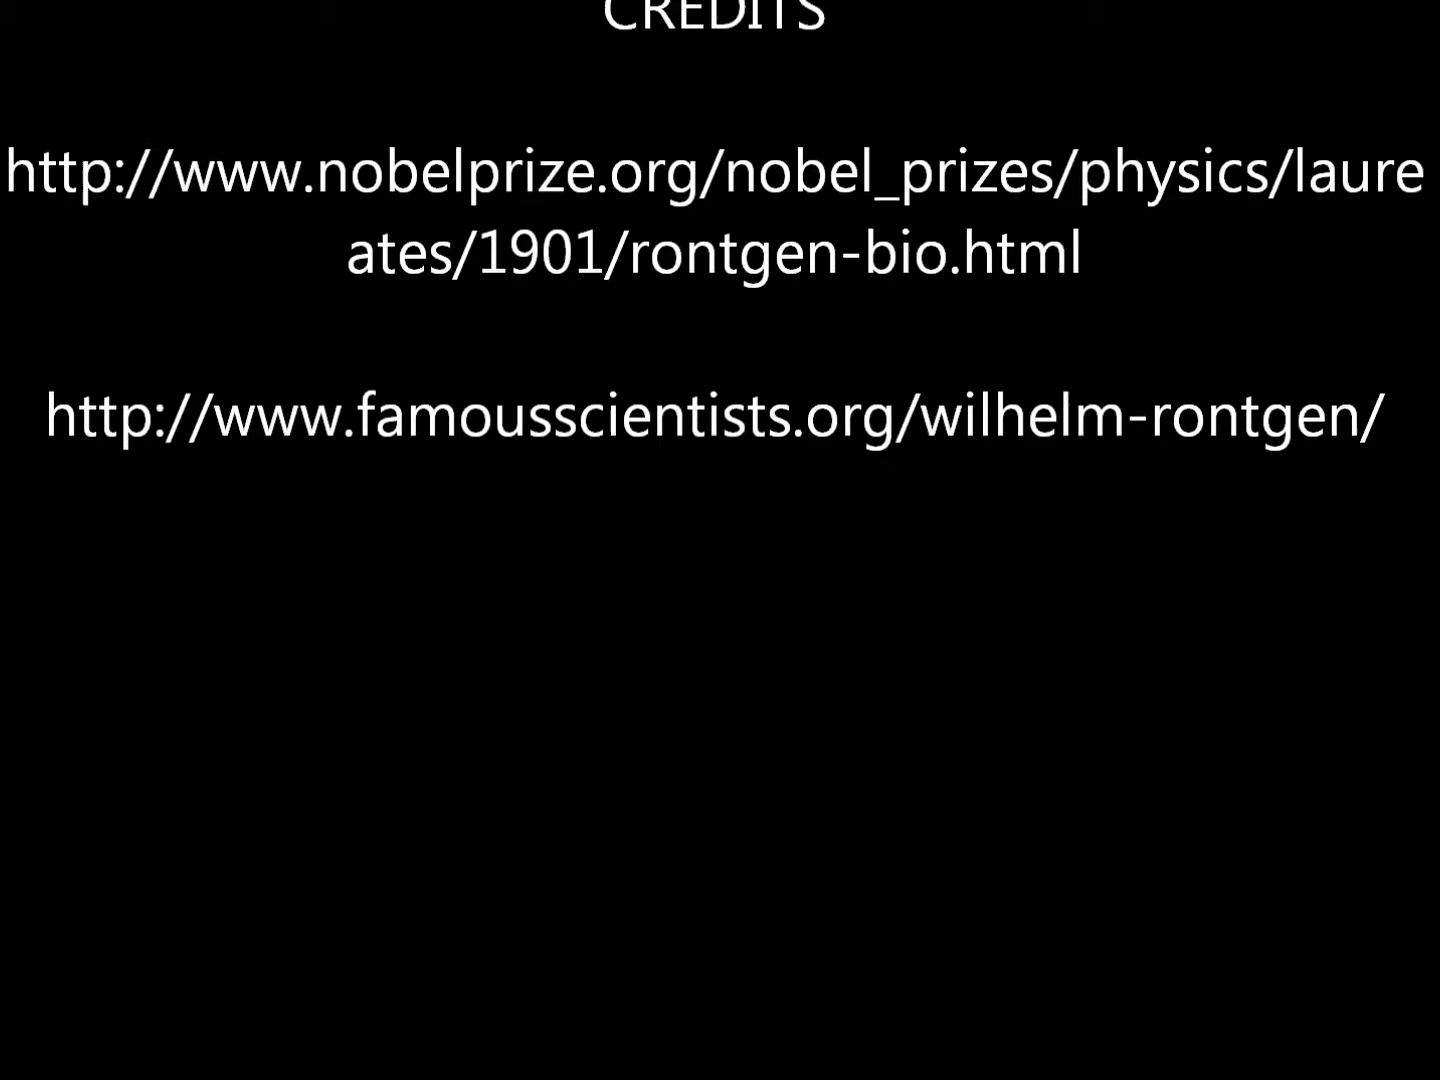 CREDITS
http://www.nobelprize.org/nobel_prizes/physics/laure
ates/1901/rontgen-bio.html
http://www.famousscientists.org/wilhelm-rontgen/